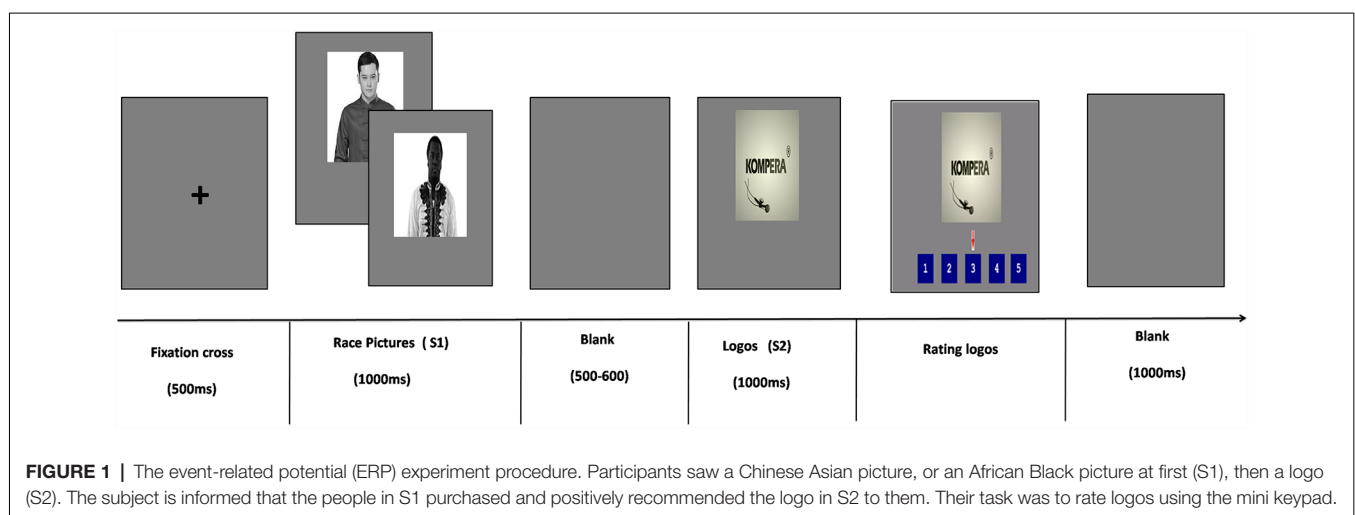 +
KOMPERA
®
KOMPERA
®
1 2 3 4 5
Fixation cross
(500ms)
Race Pictures ( S1)
(1000ms)
Blank
(500-600)
Logos (S2)
(1000ms)
Rating logos
Blank
(1000ms)
FIGURE 1 | The event-related potential (ERP) experiment procedure. Participants saw a Chinese Asian picture, or an African Black picture at first (S1), then a logo
(S2). The subject is informed that the people in S1 purchased and positively recommended the logo in S2 to them. Their task was to rate logos using the mini keypad.